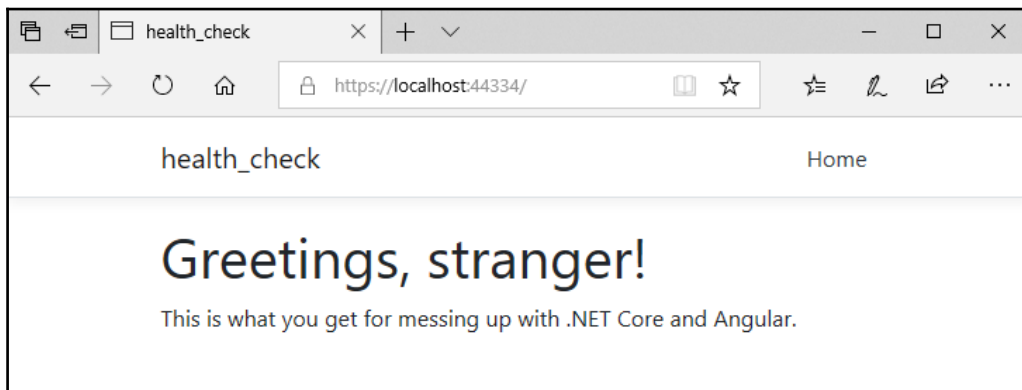 health_check
https://localhost:44334/
health_check
Home
Greetings, stranger!
This is what you get for messing up with .NET Core and Angular.